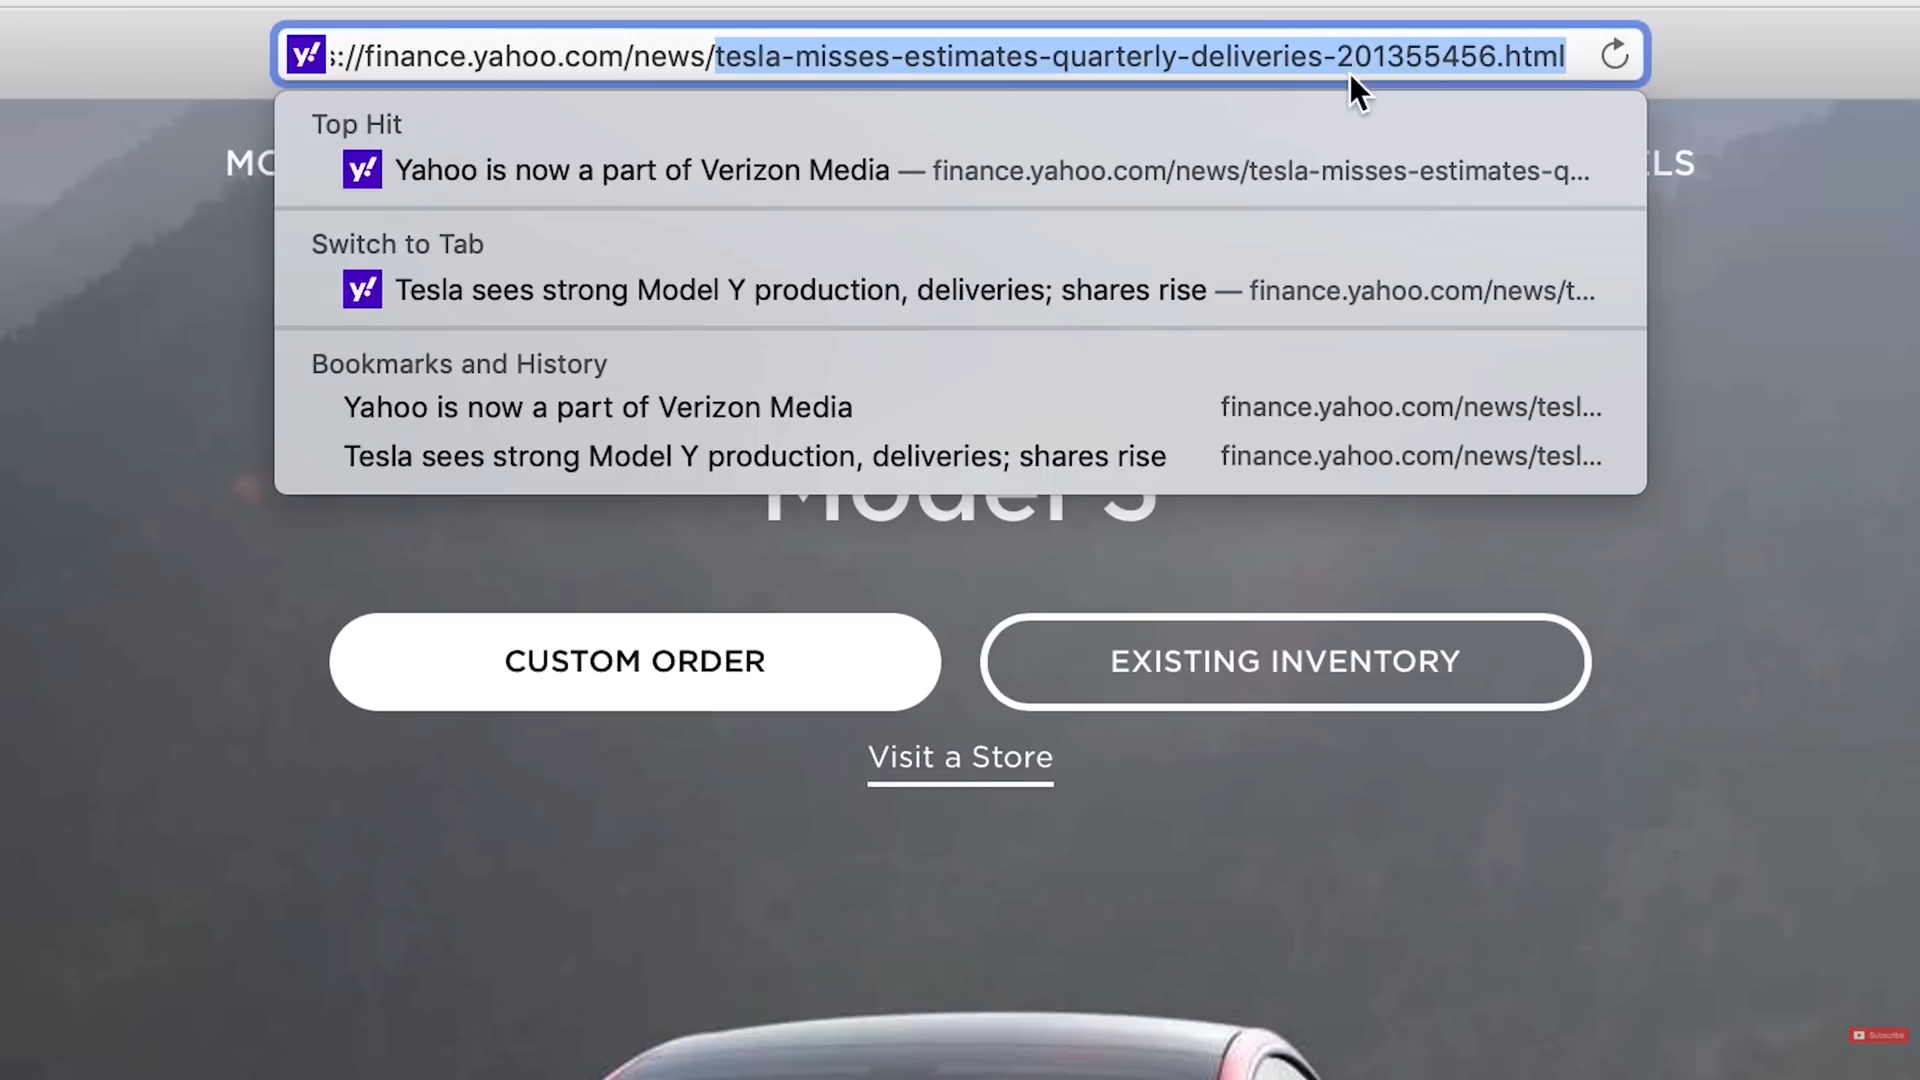 s://finance.yahoo.com/news/tesla-misses-estimates-quarterly-deliveries-201355456.html
Top Hit
Yahoo is now a part of Verizon Media — finance.yahoo.com/news/tesla-misses-estimates-q...
Switch to Tab
Tesla sees strong Model Y production, deliveries; shares rise — finance.yahoo.com/news/t...
Bookmarks and History
Yahoo is now a part of Verizon Media finance.yahoo.com/news/tesl...
Tesla sees strong Model Y production, deliveries; shares rise finance.yahoo.com/news/tesl...
CUSTOM ORDER
EXISTING INVENTORY
Visit a Store
Subscribe